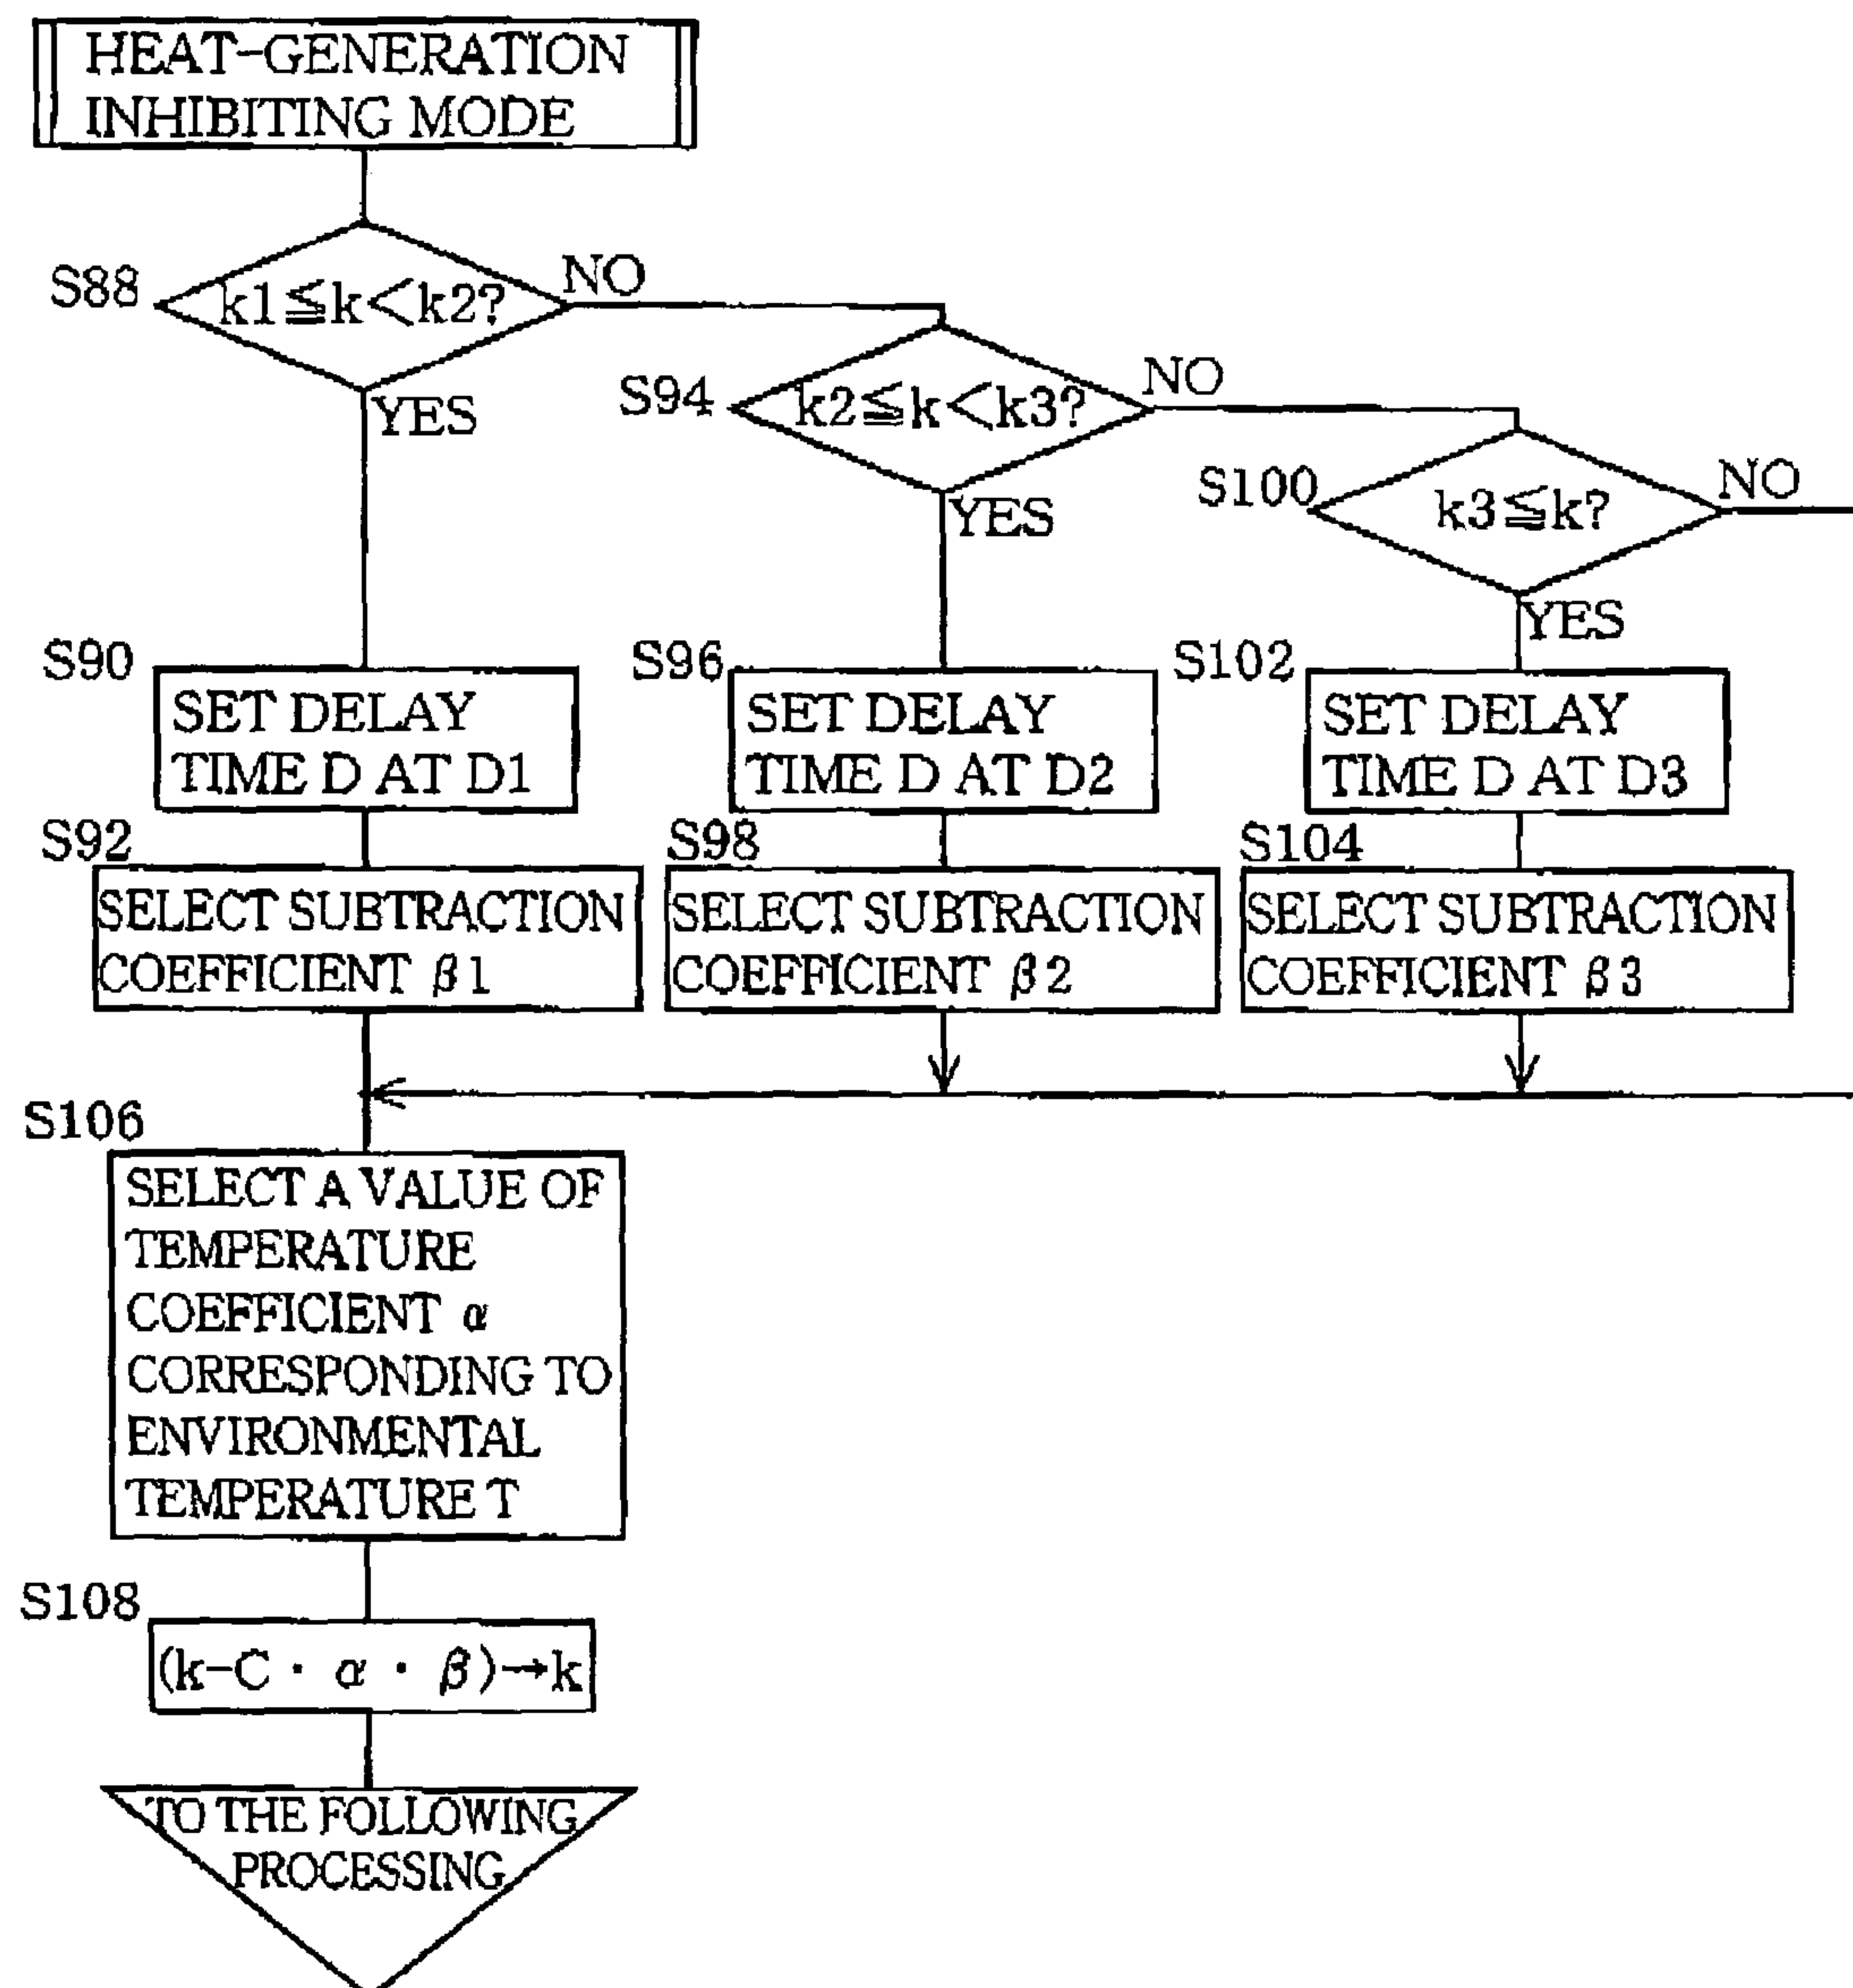 HEAT-GENERATION
INHIBITING MODE
S88
k1≦k<k2?
NO
YES
S94
k2≦k<k3?
NO
YES
S100
k3≦k?
NO
YES
S90
SET DELAY
TIME D AT D1
S96
SET DELAY
TIME D AT D2
S102
SET DELAY
TIME D AT D3
S92
SELECT SUBTRACTION
COEFFICIENT β1
S98
SELECT SUBTRACTION
COEFFICIENT β2
S104
SELECT SUBTRACTION
COEFFICIENT β3
S106
SELECT A VALUE OF
TEMPERATURE
COEFFICIENT α
CORRESPONDING TO
ENVIRONMENTAL
TEMPERATURE T
S108
(k-C・α・β)→k
TO THE FOLLOWING
PROCESSING